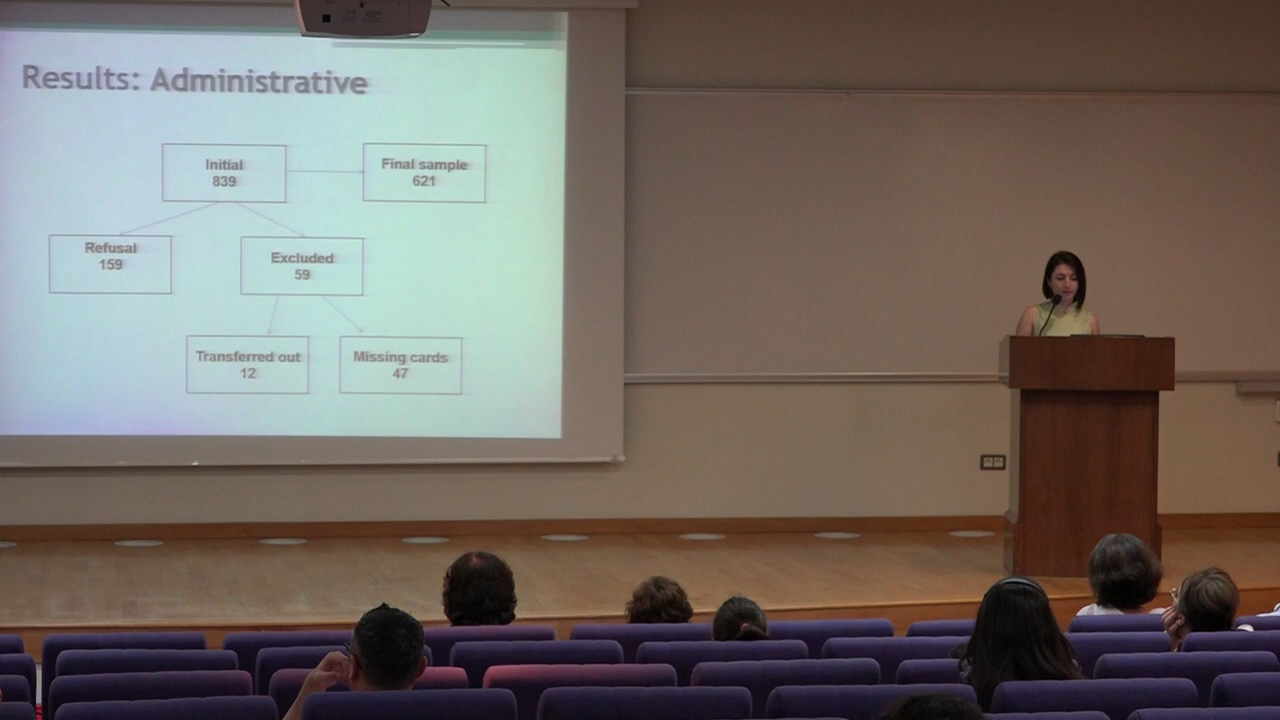 Results: Administrative
Initial
839
Final sample
621
Refusal
159
Excluded
59
Transferred out
12
Missing cards
47